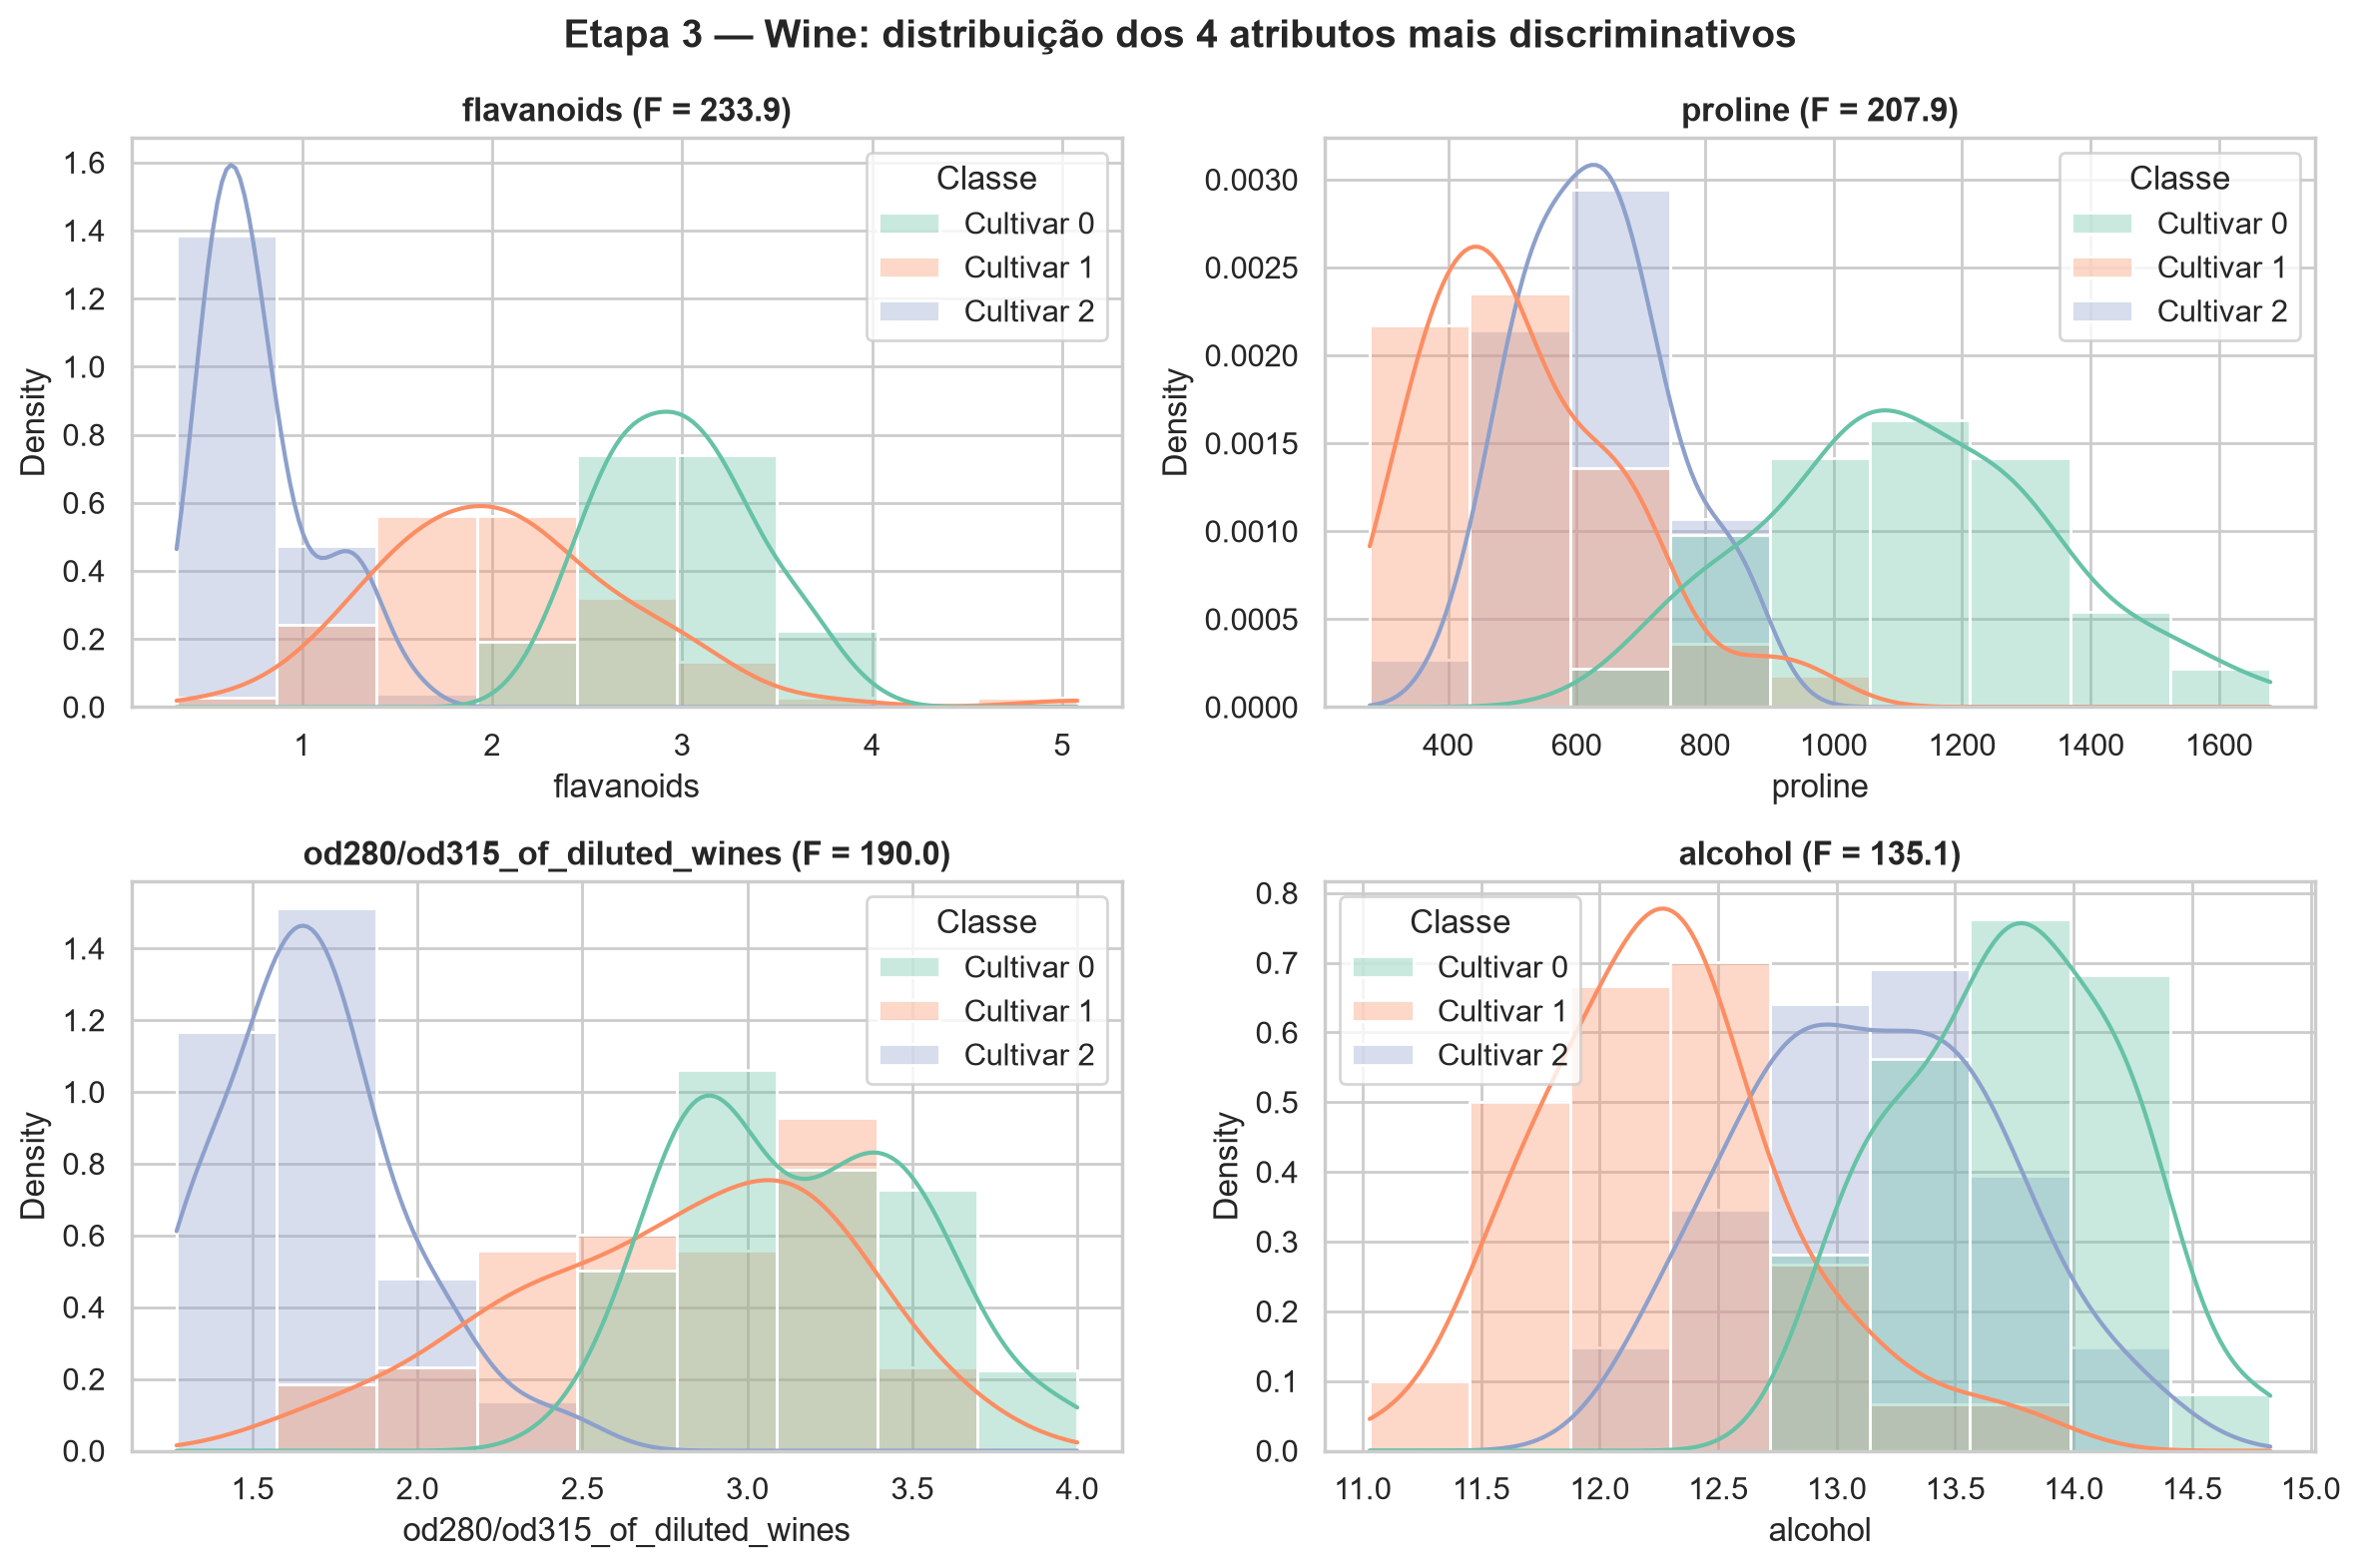 Etapa 3 — Wine: distribuição dos 4 atributos mais discriminativos
flavanoids (F = 233.9)
Density
1.6
1.4
1.2
1.0
0.8
0.6
0.4
0.2
0.0
Classe
Cultivar 0
Cultivar 1
Cultivar 2
1 2 3 4 5
flavanoids
proline (F = 207.9)
Density
0.0030
0.0025
0.0020
0.0015
0.0010
0.0005
0.0000
Classe
Cultivar 0
Cultivar 1
Cultivar 2
400 600 800 1000 1200 1400 1600
proline
od280/od315_of_diluted_wines (F = 190.0)
Density
1.4
1.2
1.0
0.8
0.6
0.4
0.2
0.0
Classe
Cultivar 0
Cultivar 1
Cultivar 2
1.5 2.0 2.5 3.0 3.5 4.0
od280/od315_of_diluted_wines
alcohol (F = 135.1)
Density
0.8
0.7
0.6
0.5
0.4
0.3
0.2
0.1
0.0
Classe
Cultivar 0
Cultivar 1
Cultivar 2
11.0 11.5 12.0 12.5 13.0 13.5 14.0 14.5 15.0
alcohol